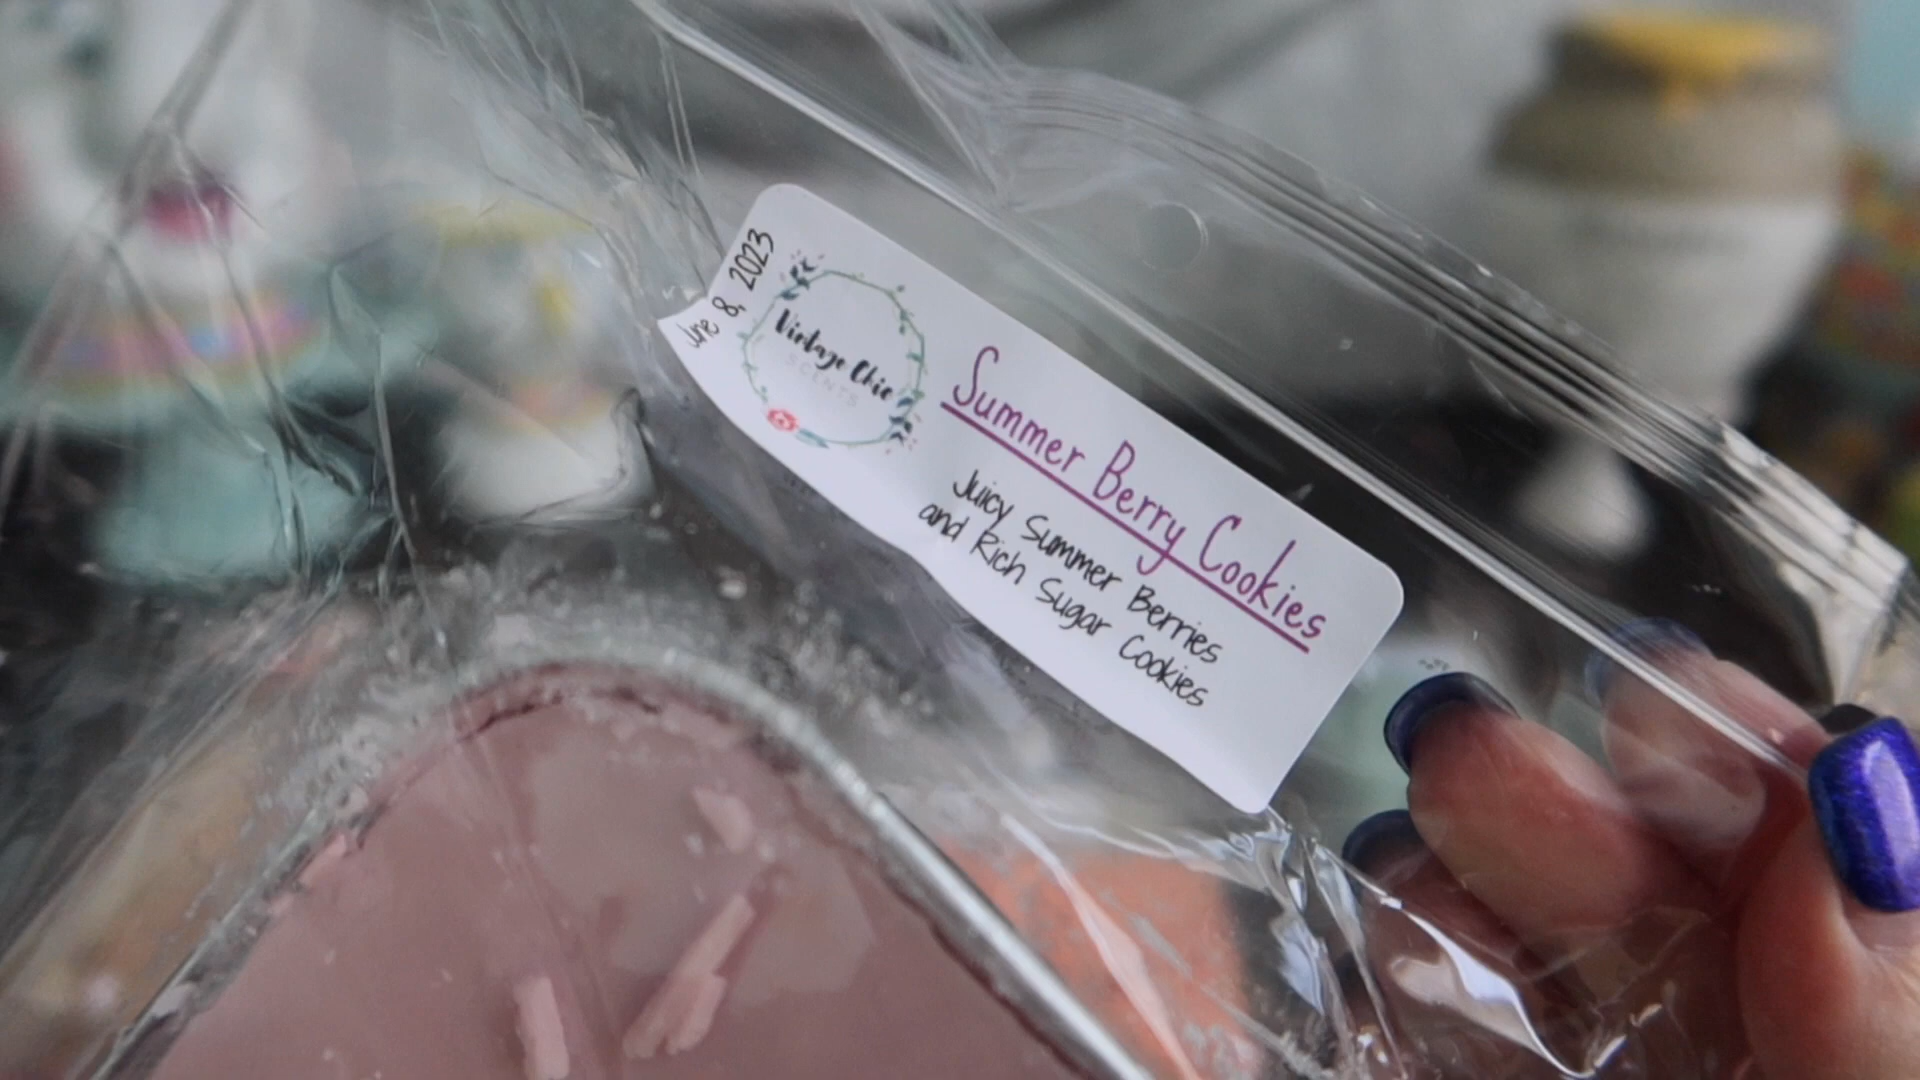 June 8, 2023
Vintage Chic
SCENTS
Summer Berry Cookies
Juicy Summer Berries
and Rich Sugar Cookies